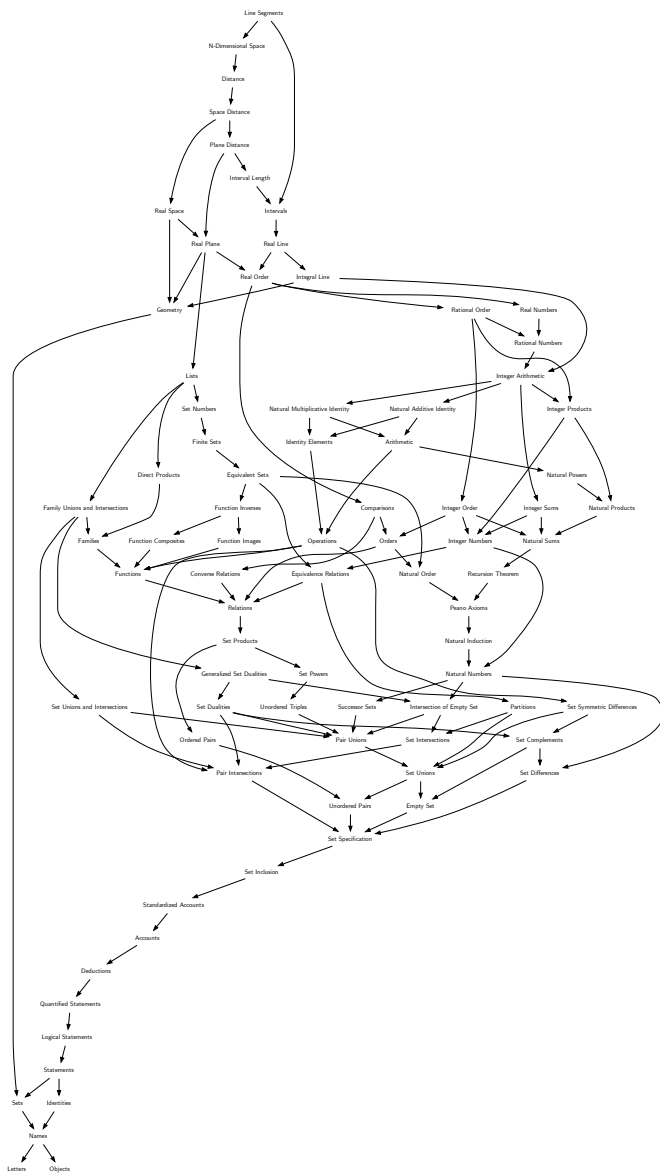 Line Segments
N-Dimensional Space
Distance
Space Distance
Plane Distance
Interval Length
Real Space
Intervals
Real Plane
Real Line
Real Order
Integral Line
Geometry
Rational Order
Real Numbers
Rational Numbers
Lists
Integer Arithmetic
Set Numbers
Natural Multiplicative Identity
Natural Additive Identity
Integer Products
Finite Sets
Identity Elements
Arithmetic
Direct Products
Equivalent Sets
Natural Powers
Family Unions and Intersections
Function Inverses
Comparisons
Integer Order
Integer Sums
Natural Products
Families
Function Composites
Function Images
Operations
Orders
Integer Numbers
Natural Sums
Functions
Converse Relations
Equivalence Relations
Natural Order
Recursion Theorem
Relations
Peano Axioms
Set Products
Natural Induction
Generalized Set Dualities
Set Powers
Natural Numbers
Set Unions and Intersections
Set Dualities
Unordered Triples
Successor Sets
Intersection of Empty Set
Partitions
Set Symmetric Differences
Ordered Pairs
Pair Unions
Set Intersections
Set Complements
Pair Intersections
Set Unions
Set Differences
Unordered Pairs
Empty Set
Set Specification
Set Inclusion
Standardized Accounts
Accounts
Deductions
Quantified Statements
Logical Statements
Statements
Sets
Identities
Names
Letters
Objects